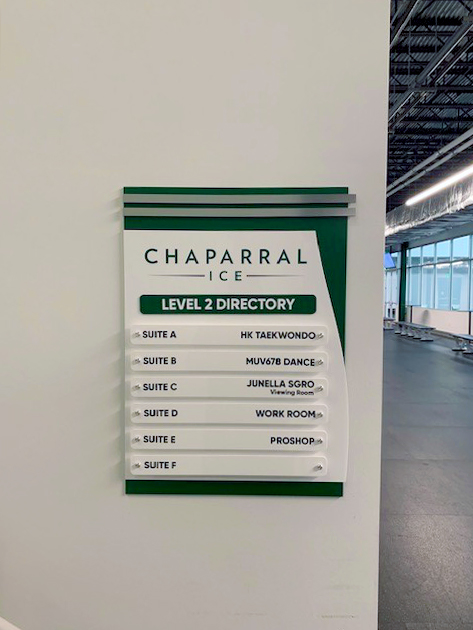 CHAPARRAL
ICE
LEVEL 2 DIRECTORY
SUITE A HK TAEKWONDO
SUITE B MUV678 DANCE
SUITE C JUNELLA SGRO
Viewing Room
SUITE D WORK ROOM
SUITE E PROSHOP
SUITE F